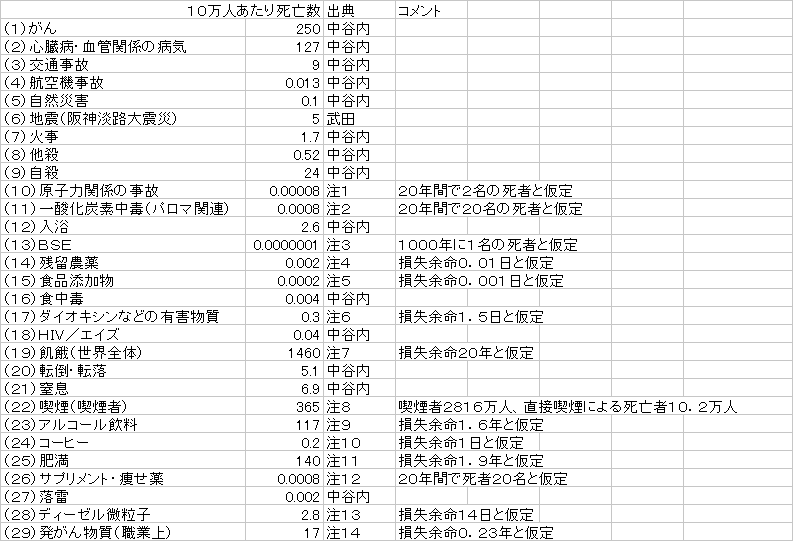 １０万人あたり死亡数 出典 コメント
（１）がん 250 中谷内
（２）心臓病・血管関係の病気 127 中谷内
（３）交通事故 9 中谷内
（４）航空機事故 0.013 中谷内
（５）自然災害 0.1 中谷内
（６）地震（阪神淡路大震災） 5 武田
（７）火事 1.7 中谷内
（８）他殺 0.52 中谷内
（９）自殺 24 中谷内
（１０）原子力関係の事故 0.00008 注１ ２０年間で２名の死者と仮定
（１１）一酸化炭素中毒（パロマ関連） 0.0008 注２ ２０年間で２０名の死者と仮定
（１２）入浴 2.6 中谷内
（１３）ＢＳＥ 0.0000001 注３ １０００年に１名の死者と仮定
（１４）残留農薬 0.002 注４ 損失余命０．０１日と仮定
（１５）食品添加物 0.0002 注５ 損失余命０．００１日と仮定
（１６）食中毒 0.004 中谷内
（１７）ダイオキシンなどの有害物質 0.3 注６ 損失余命１．５日と仮定
（１８）ＨＩＶ／エイズ 0.04 中谷内
（１９）飢餓（世界全体） 1460 注７ 損失余命２０年と仮定
（２０）転倒・転落 5.1 中谷内
（２１）窒息 6.9 中谷内
（２２）喫煙（喫煙者） 365 注８ 喫煙者２８１６万人、直接喫煙による死亡者１０．２万人
（２３）アルコール飲料 117 注９ 損失余命１．６年と仮定
（２４）コーヒー 0.2 注１０ 損失余命１日と仮定
（２５）肥満 140 注１１ 損失余命１．９年と仮定
（２６）サプリメント・痩せ薬 0.0008 注１２ ２０年間で死者２０名と仮定
（２７）落雷 0.002 中谷内
（２８）ディーゼル微粒子 2.8 注１３ 損失余命１４日と仮定
（２９）発がん物質（職業上） 17 注１４ 損失余命０．２３年と仮定